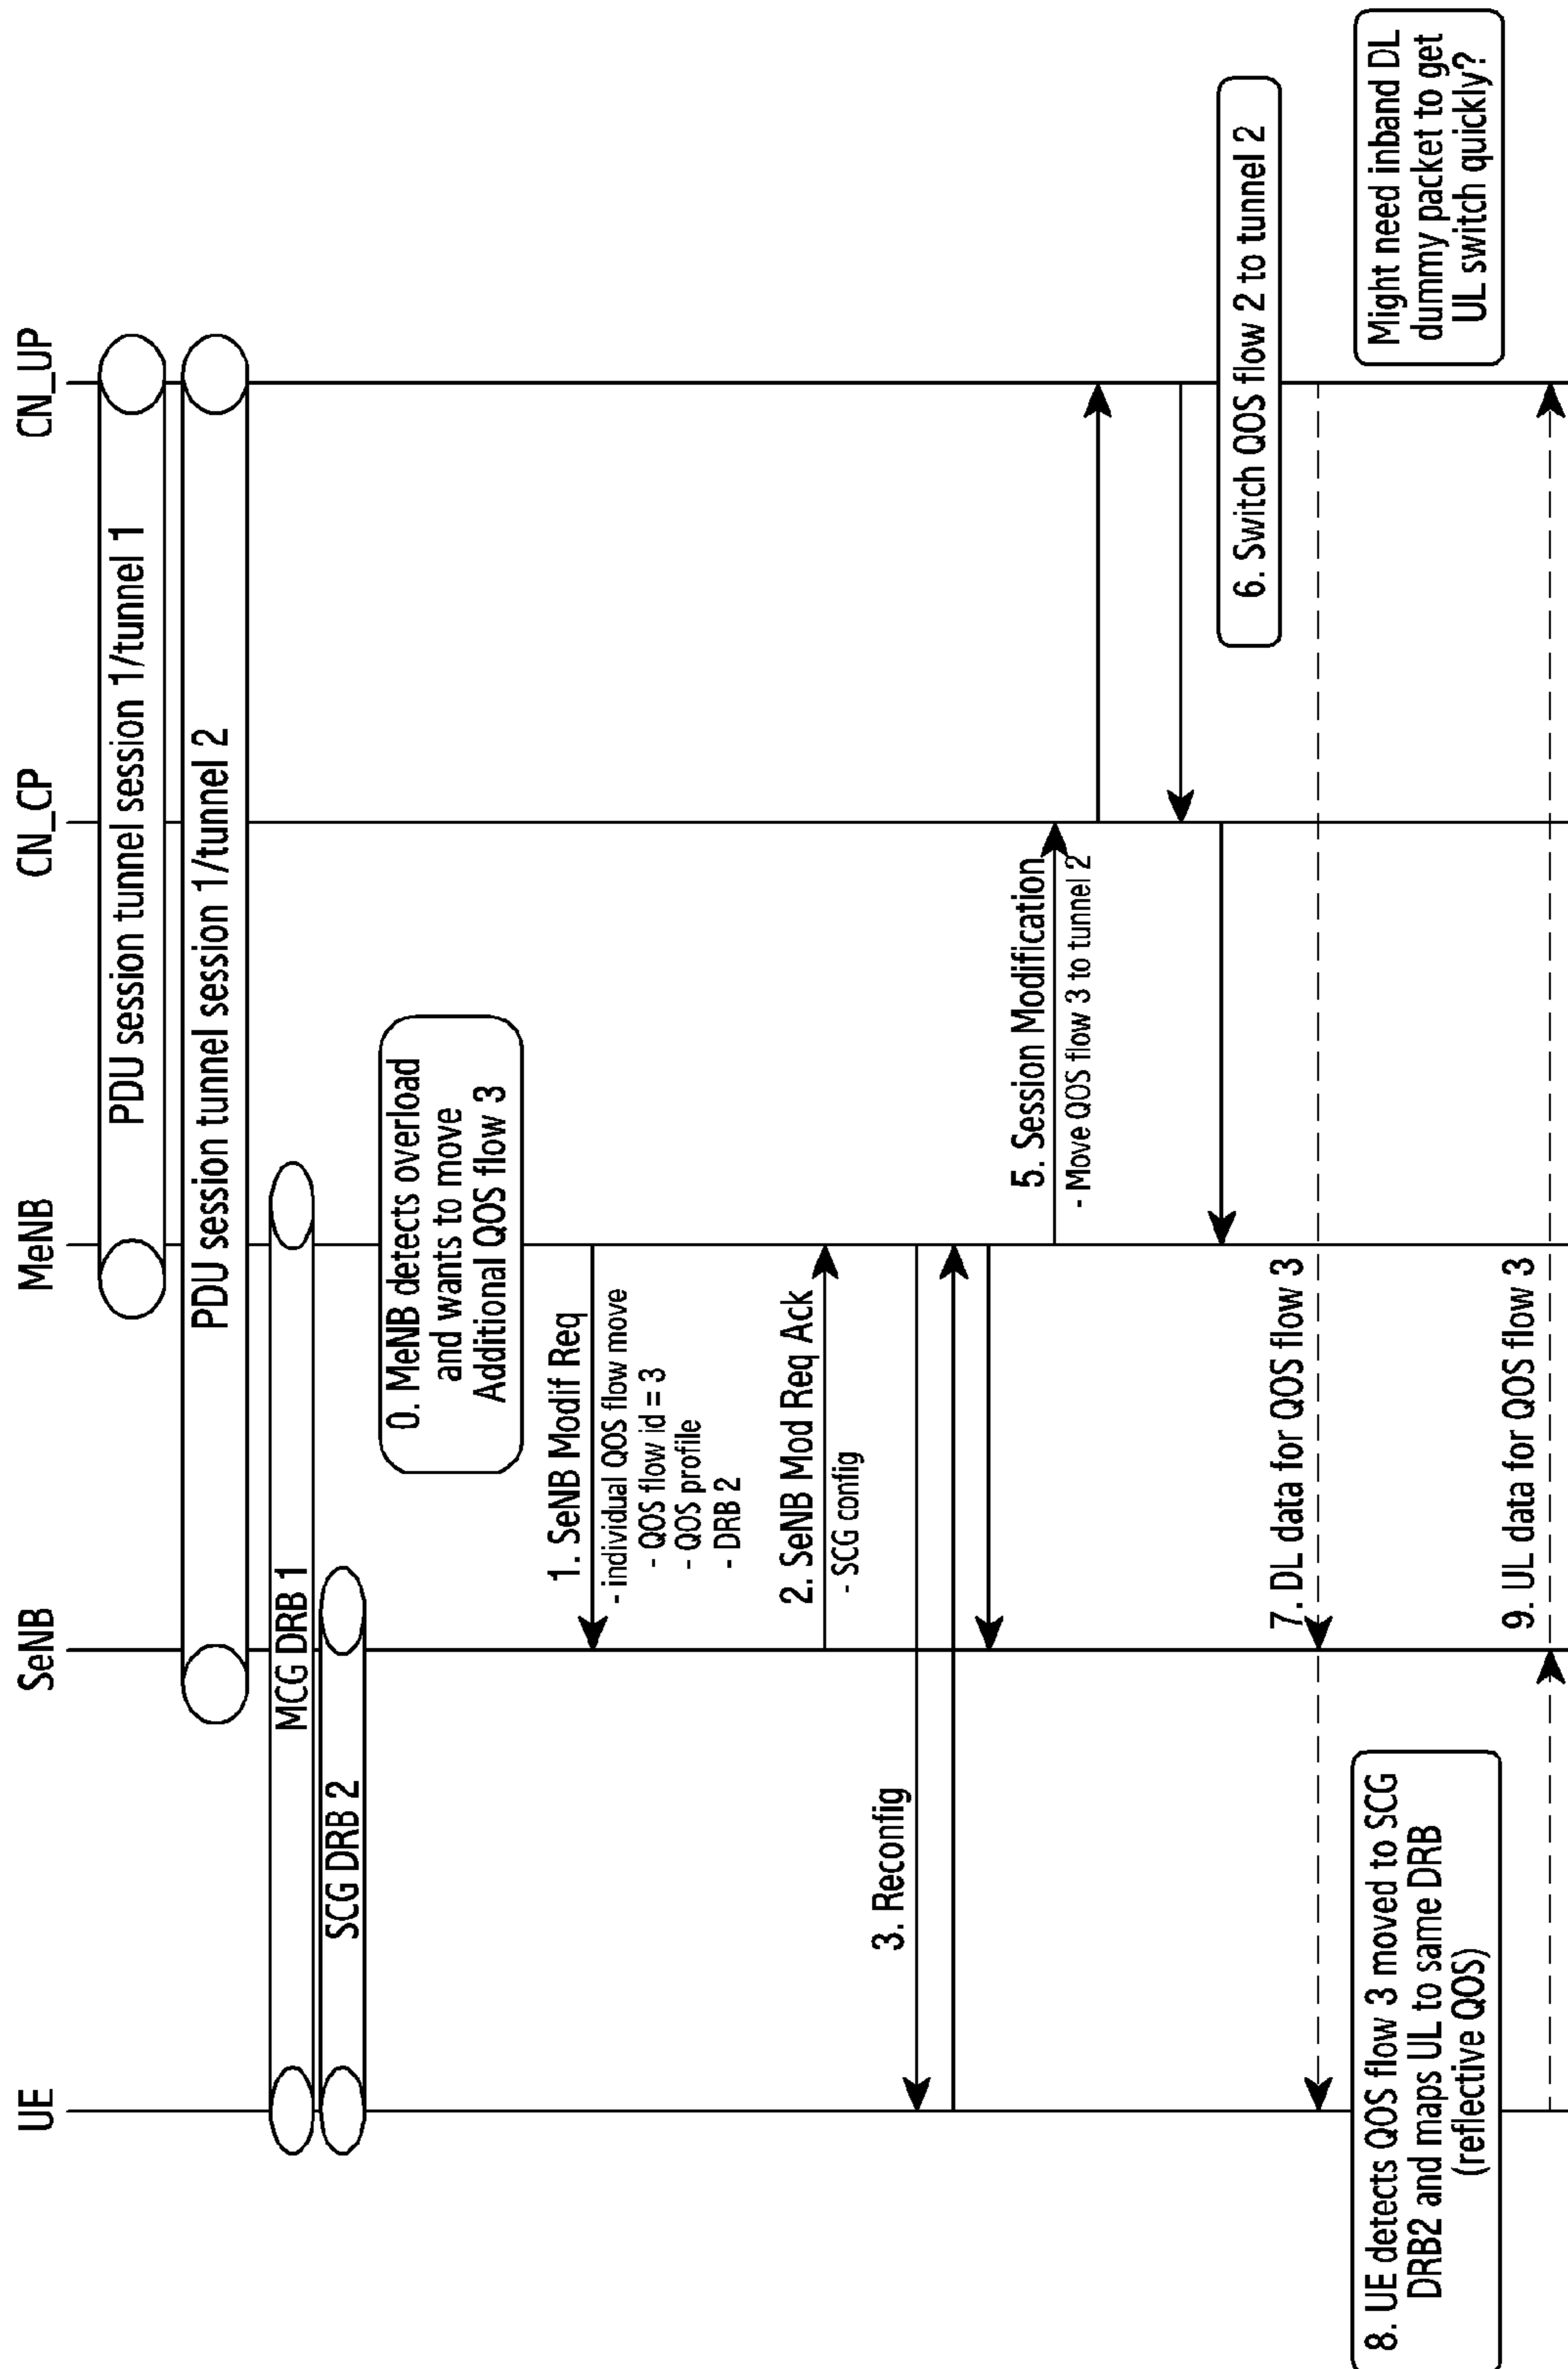 UE
SeNB
MeNB
CN_CP
CN_UP
PDU session tunnel session 1/tunnel 1
PDU session tunnel session 1/tunnel 2
MCG DRB 1
SCG DRB 2
0. MeNB detects overload
and wants to move
Additional QOS flow 3
1. SeNB Modif Req
- individual QOS flow move
- QOS flow id = 3
- QOS profile
- DRB 2
2. SeNB Mod Req Ack
- SCG config
3. Reconfig
5. Session Modification
- Move QOS flow 3 to tunnel 2
6. Switch QOS flow 2 to tunnel 2
7. DL data for QOS flow 3
8. UE detects QOS flow 3 moved to SCG
DRB2 and maps UL to same DRB
(reflective QOS)
Might need inband DL
dummy packet to get
UL switch quickly?
9. UL data for QOS flow 3